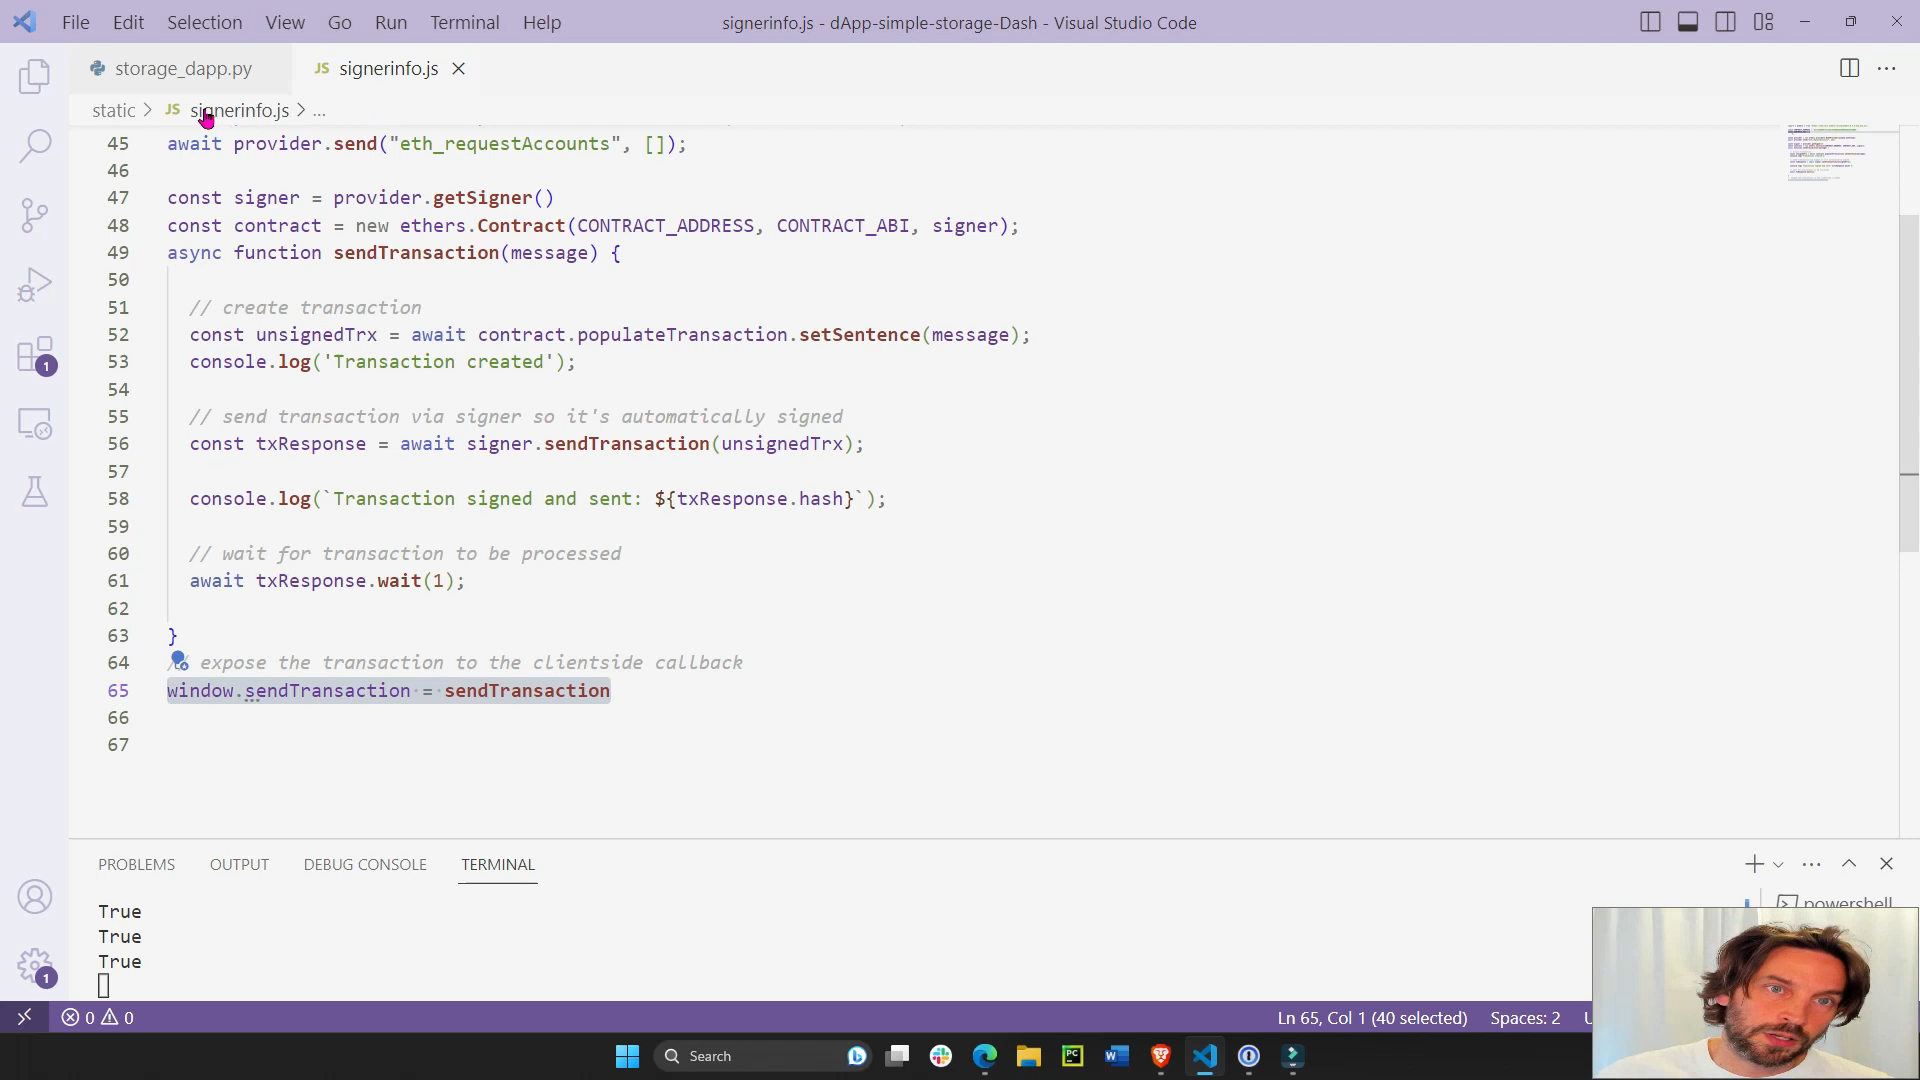 File Edit Selection View Go Run Terminal Help signerinfo.js - dApp-simple-storage-Dash - Visual Studio Code
storage_dapp.py JS signerinfo.js
static > JS signerinfo.js > ...
45 await provider.send("eth_requestAccounts", []);
46
47 const signer = provider.getSigner()
48 const contract = new ethers.Contract(CONTRACT_ADDRESS, CONTRACT_ABI, signer);
49 async function sendTransaction(message) {
50
51 // create transaction
52 const unsignedTrx = await contract.populateTransaction.setSentence(message);
53 console.log('Transaction created');
54
55 // send transaction via signer so it's automatically signed
56 const txResponse = await signer.sendTransaction(unsignedTrx);
57
58 console.log(`Transaction signed and sent: ${txResponse.hash}`);
59
60 // wait for transaction to be processed
61 await txResponse.wait(1);
62
63 }
64 // expose the transaction to the clientside callback
65 window.sendTransaction = sendTransaction
66
67
PROBLEMS OUTPUT DEBUG CONSOLE TERMINAL
powershell
True
True
True
1
1
0 0 Ln 65, Col 1 (40 selected) Spaces: 2
Search